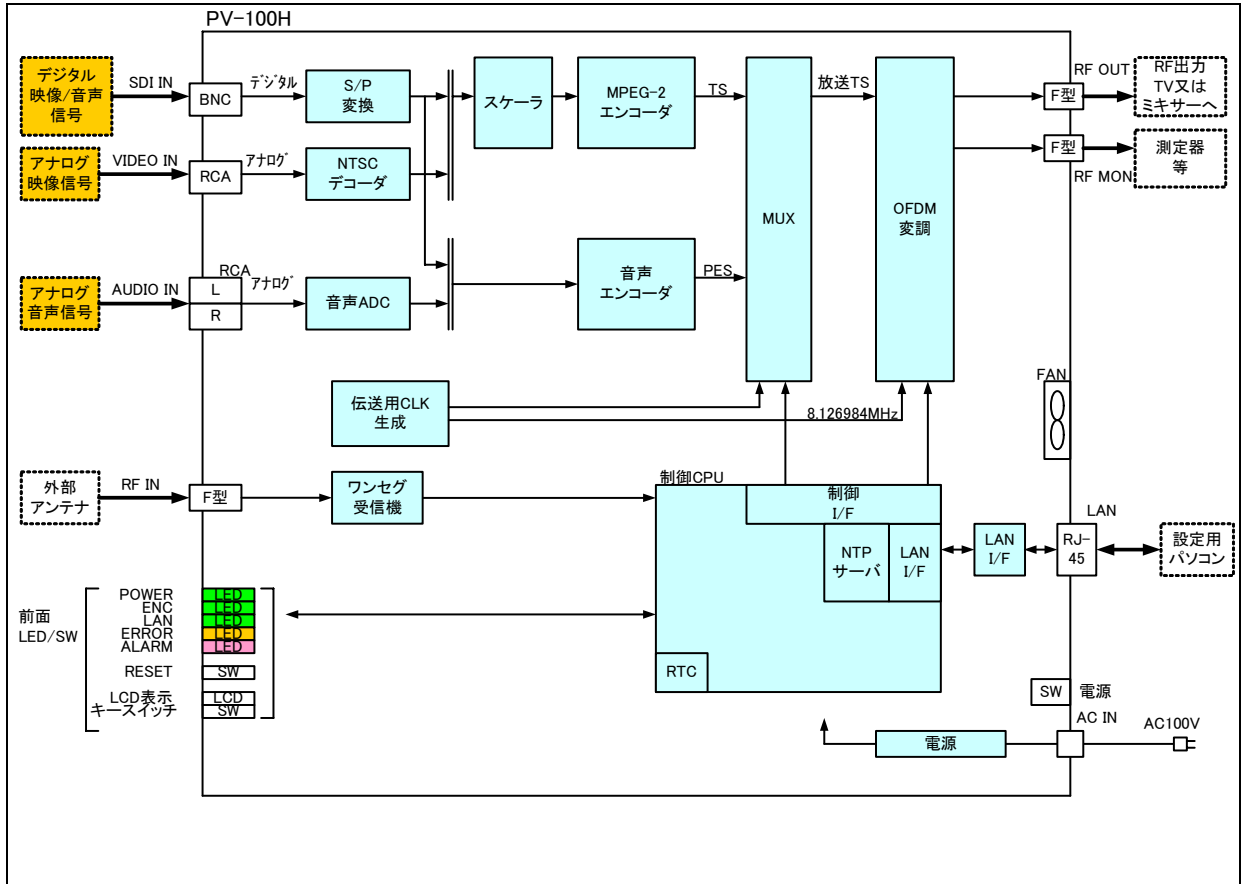 PV-100H
デジタル
映像/音声
信号
SDI IN
BNC
デジタル
S/P
変換
スケーラ
MPEG-2
エンコーダ
TS
放送TS
RF OUT
F型
RF出力
TV又は
ミキサーへ
アナログ
映像信号
VIDEO IN
RCA
アナログ
NTSC
デコーダ
F型
RF MON
測定器
等
MUX
OFDM
変調
アナログ
音声信号
AUDIO IN
RCA
L
R
アナログ
音声ADC
音声
エンコーダ
PES
伝送用CLK
生成
8.126984MHz
FAN
外部
アンテナ
RF IN
F型
ワンセグ
受信機
制御CPU
制御
I/F
NTP
サーバ
LAN
I/F
LAN
I/F
LAN
RJ-
45
設定用
パソコン
RTC
前面
LED/SW
POWER
LED
ENC
LED
LAN
LED
ERROR
LED
ALARM
LED
RESET
SW
LCD表示
LCD
キースイッチ
SW
SW
電源
AC IN
AC100V
電源